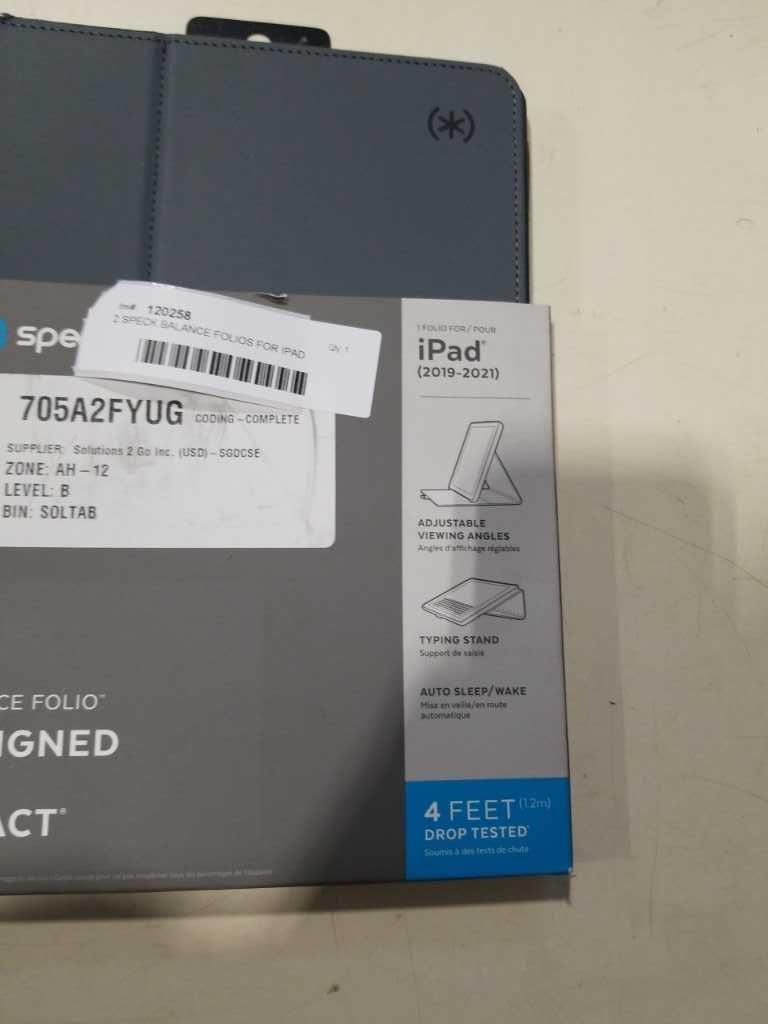 (*)
spe
Itm# 120258
2 SPECK BALANCE FOLIOS FOR IPAD
Qty: 1
705A2FYUG CODING - COMPLETE
SUPPLIER: Solutions 2 Go Inc. (USD) - SGOCSE
ZONE: AH - 12
LEVEL: B
BIN: SOLTAB
CE FOLIO™
IGNED
ACT®
1 FOLIO FOR / POUR
iPad®
(2019-2021)
ADJUSTABLE
VIEWING ANGLES
Angles d'affichage réglables
TYPING STAND
Support de saisie
AUTO SLEEP/WAKE
Mise en veille/en route
automatique
4 FEET (1.2m)
DROP TESTED*
Soumis à des tests de chute